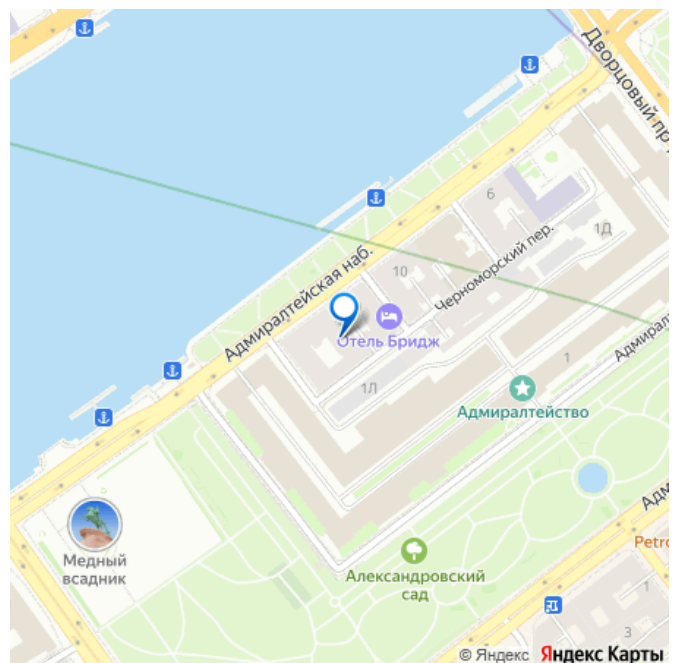 Дворцовый пр.
6
1Д
Адмиралтейская наб.
10
Черноморский пер.
Отель Бридж
1
Адмирал
1Л
Адмиралтейство
Адм
Медный
всадник
Petro
Александровский
сад
1
3
© Яндекс Яндекс Карты